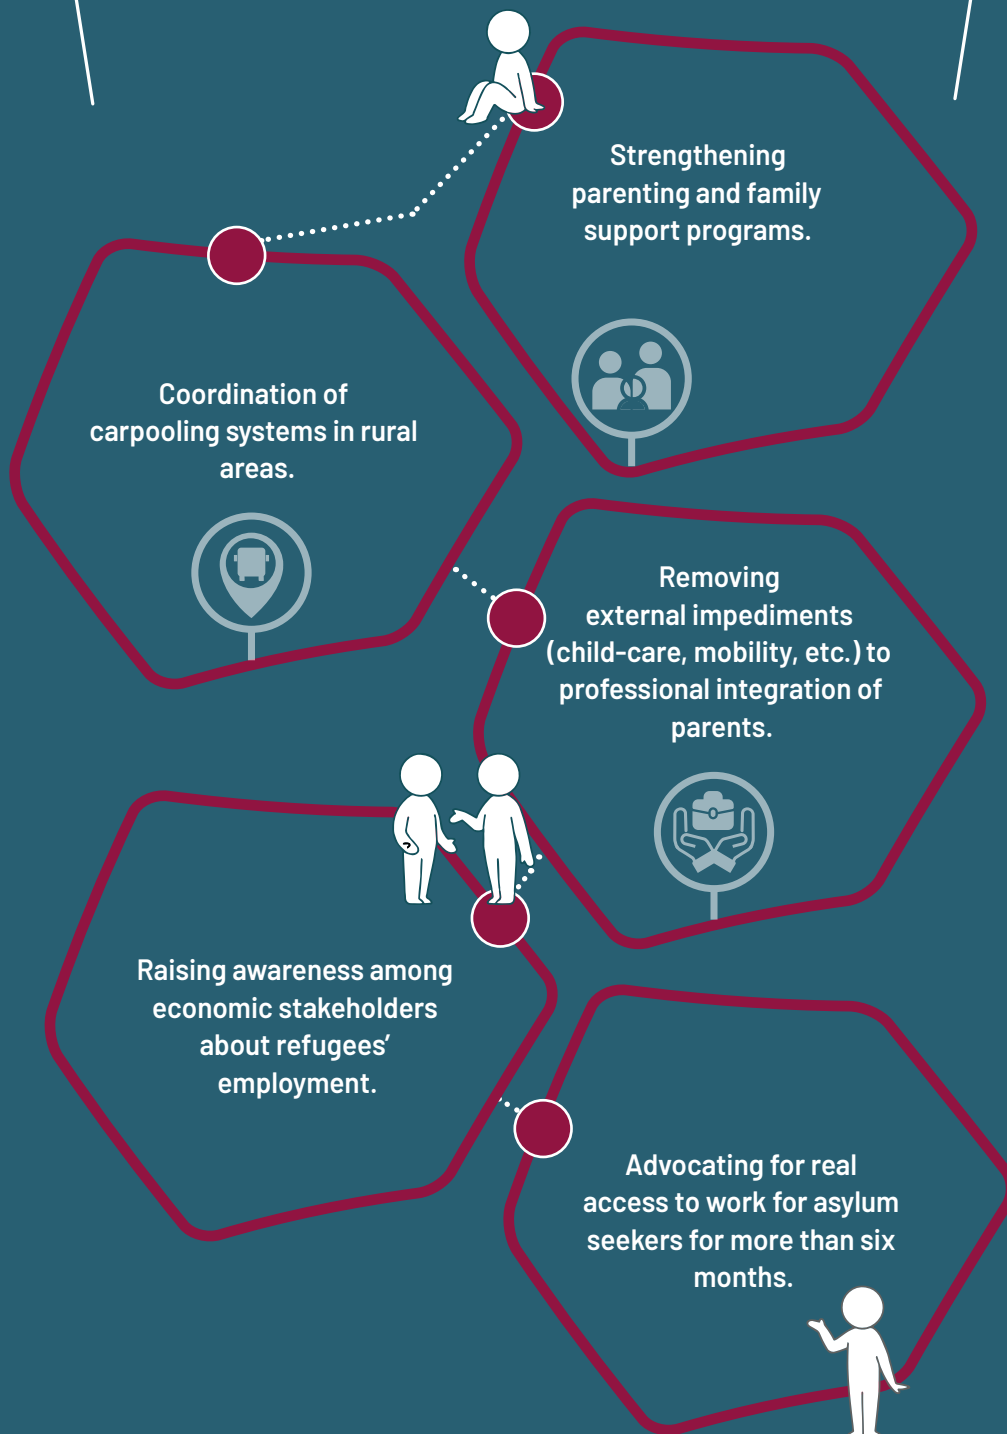 Strengthening
parenting and family
support programs.
Coordination of
carpooling systems in rural
areas.
Removing
external impediments
(child-care, mobility, etc.) to
professional integration of
parents.
Raising awareness among
economic stakeholders
about refugees’
employment.
Advocating for real
access to work for asylum
seekers for more than six
months.